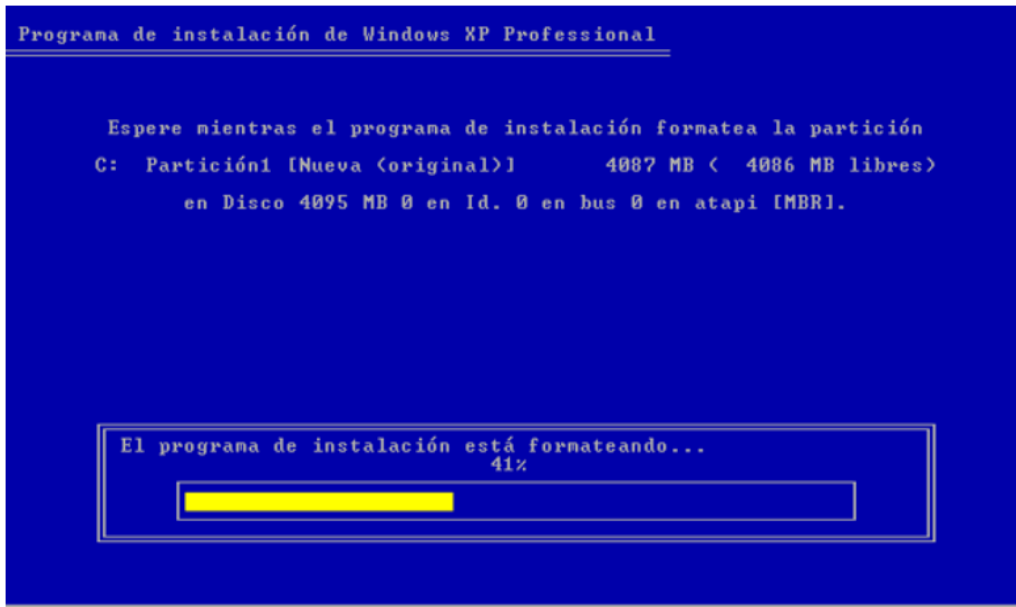 Programa de instalación de Windows XP Professional
Espere mientras el programa de instalación formatea la partición
C: Partición1 [Nueva (original)] 4087 MB ( 4086 MB libres)
en Disco 4095 MB 0 en Id. 0 en bus 0 en atapi [MBR].
El programa de instalación está formateando...
41%